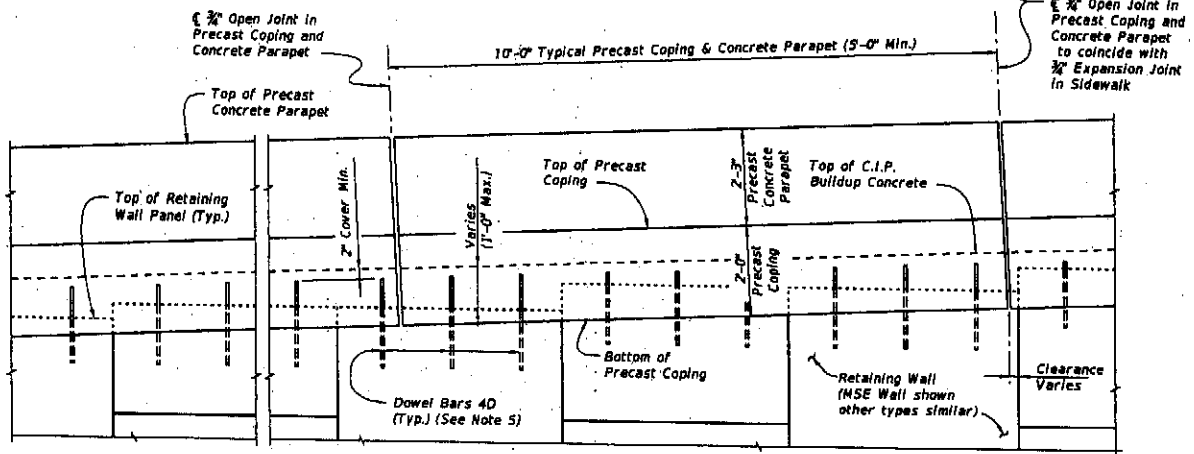 ℄ ¾" Open Joint in
Precast Coping and
Concrete Parapet
10'-0" Typical Precast Coping & Concrete Parapet (5'-0" Min.)
℄ ¾" Open Joint in
Precast Coping and
Concrete Parapet
to coincide with
¾" Expansion Joint
in Sidewalk
Top of Precast
Concrete Parapet
Top of Retaining
Wall Panel (Typ.)
2" Cover Min.
Varies
(1'-0" Max.)
Top of Precast
Coping
2'-3"
Precast
Concrete
Parapet
Top of C.I.P.
Buildup Concrete
2'-0"
Precast
Coping
Dowel Bars 4D
(Typ.) (See Note 5)
Bottom of
Precast Coping
Retaining Wall
(MSE Wall shown
other types similar)
Clearance
Varies